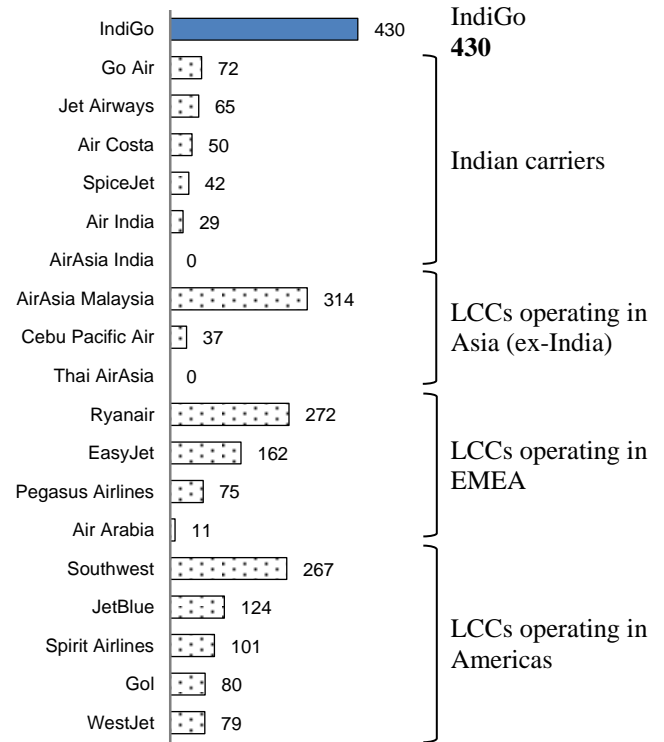 IndiGo 430
IndiGo
430
Go Air 72
Jet Airways 65
Air Costa 50
SpiceJet 42
Air India 29
AirAsia India 0
Indian carriers
AirAsia Malaysia 314
Cebu Pacific Air 37
Thai AirAsia 0
LCCs operating in
Asia (ex-India)
Ryanair 272
EasyJet 162
Pegasus Airlines 75
Air Arabia 11
LCCs operating in
EMEA
Southwest 267
JetBlue 124
Spirit Airlines 101
Gol 80
WestJet 79
LCCs operating in
Americas